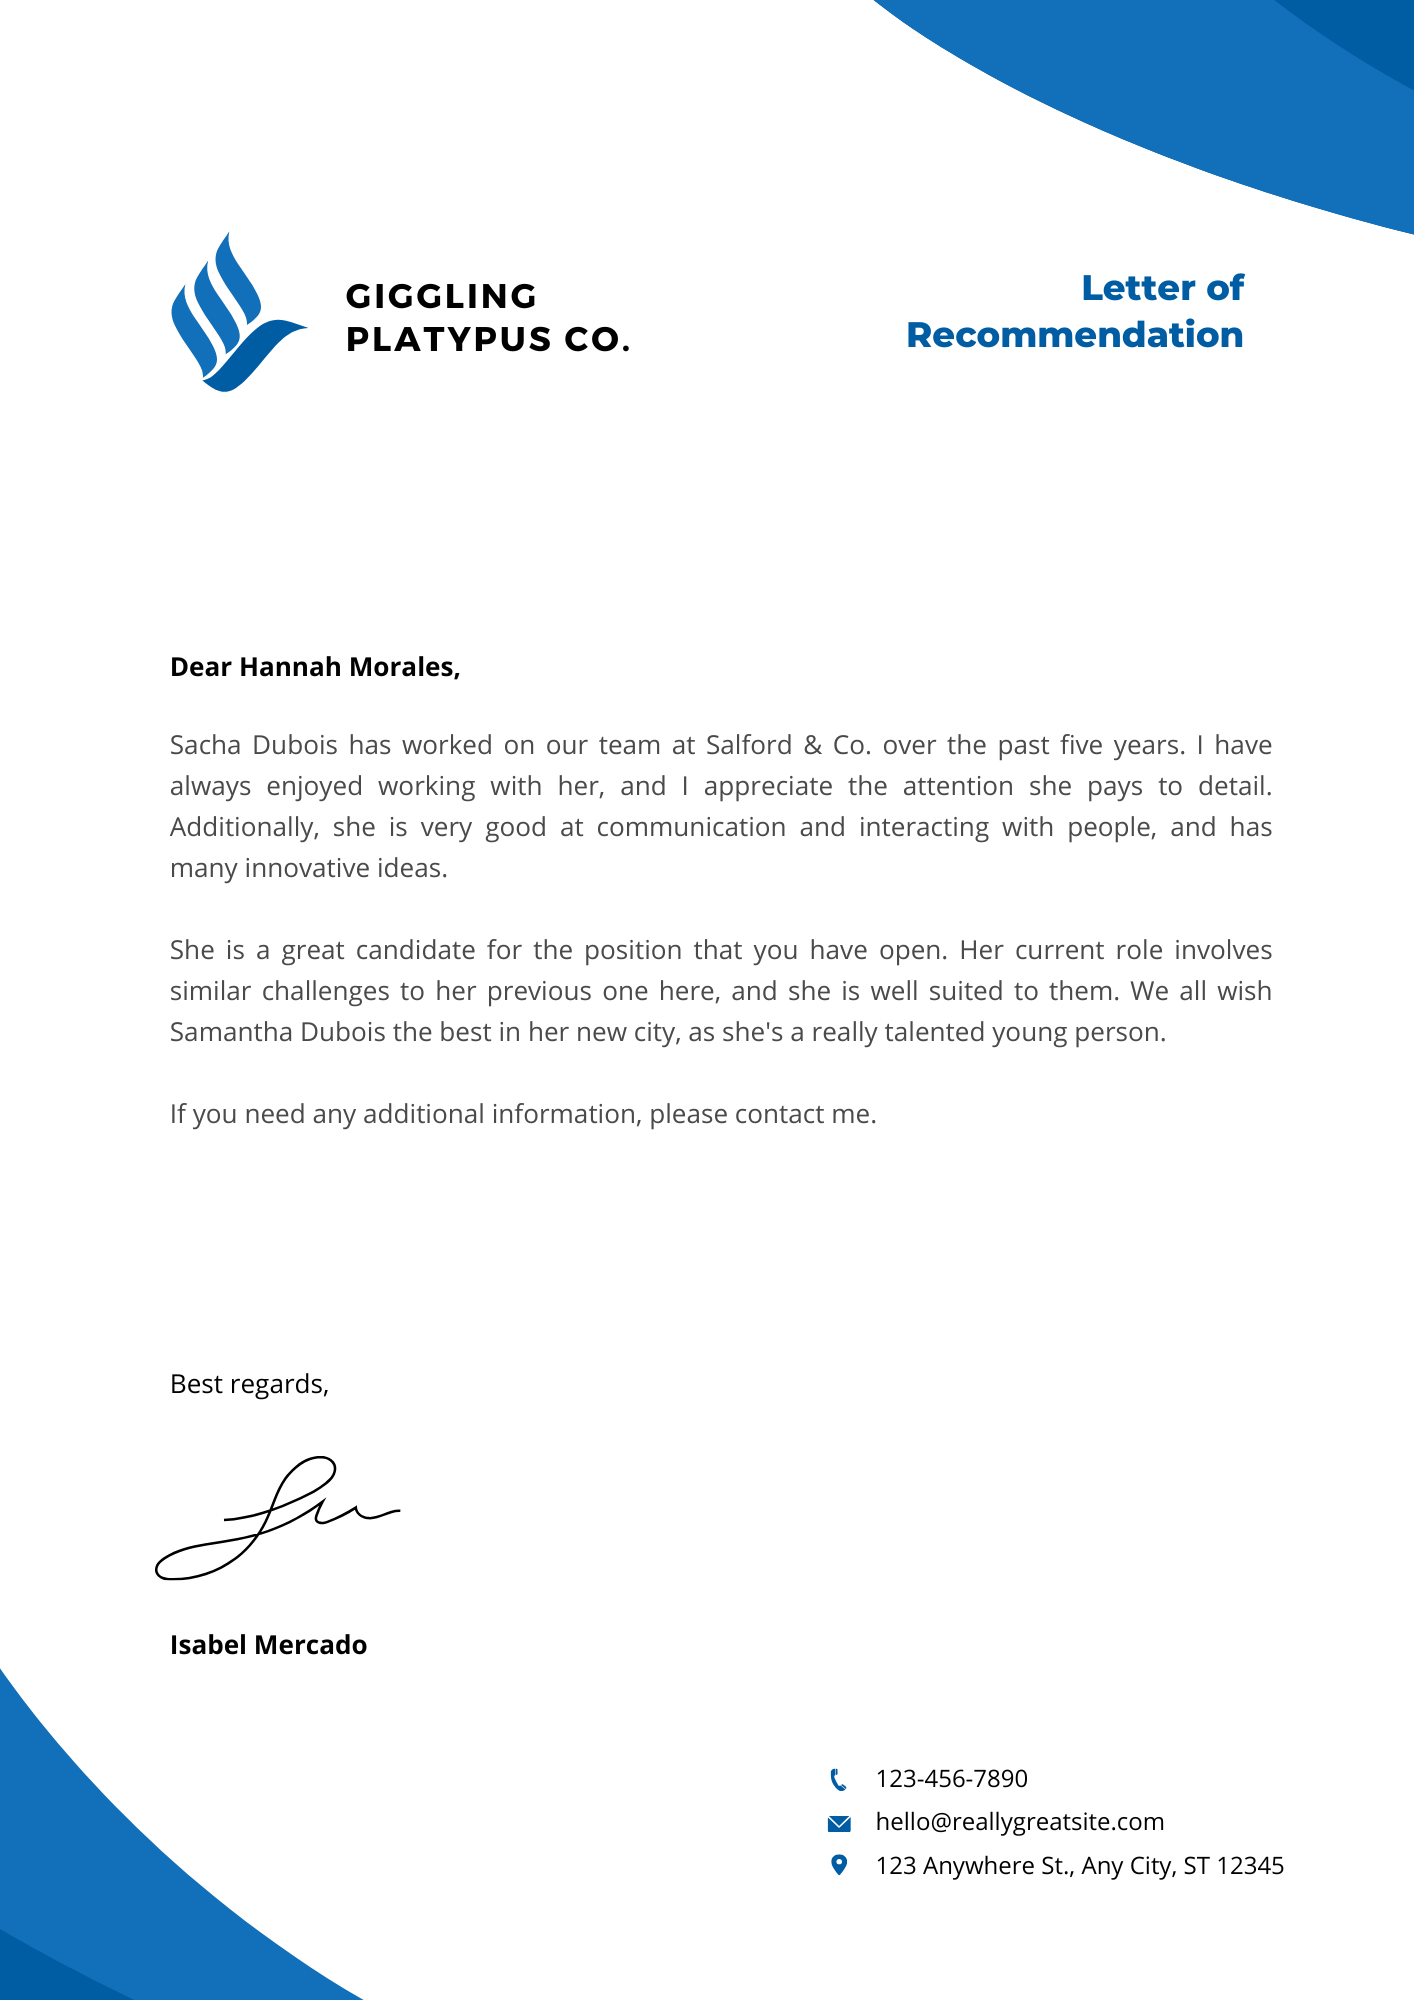 GIGGLING
PLATYPUS CO.
Letter of
Recommendation
Dear Hannah Morales,
Sacha Dubois has worked on our team at Salford & Co. over the past five years. I have
always enjoyed working with her, and I appreciate the attention she pays to detail.
Additionally, she is very good at communication and interacting with people, and has
many innovative ideas.
She is a great candidate for the position that you have open. Her current role involves
similar challenges to her previous one here, and she is well suited to them. We all wish
Samantha Dubois the best in her new city, as she's a really talented young person.
If you need any additional information, please contact me.
Best regards,
Isabel Mercado
123-456-7890
hello@reallygreatsite.com
123 Anywhere St., Any City, ST 12345